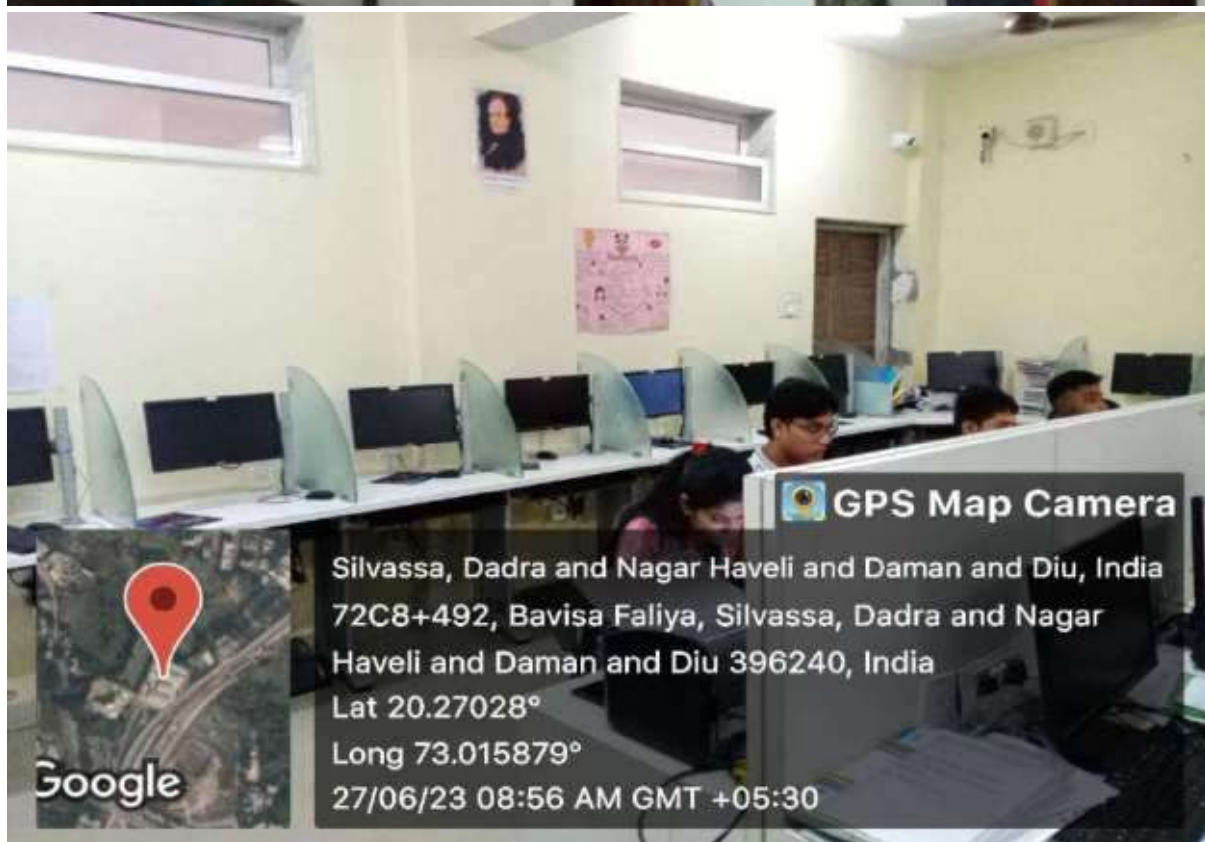 GPS Map Camera
Silvassa, Dadra and Nagar Haveli and Daman and Diu, India
72C8+492, Bavisa Faliya, Silvassa, Dadra and Nagar
Haveli and Daman and Diu 396240, India
Lat 20.27028°
Long 73.015879°
27/06/23 08:56 AM GMT +05:30
Google